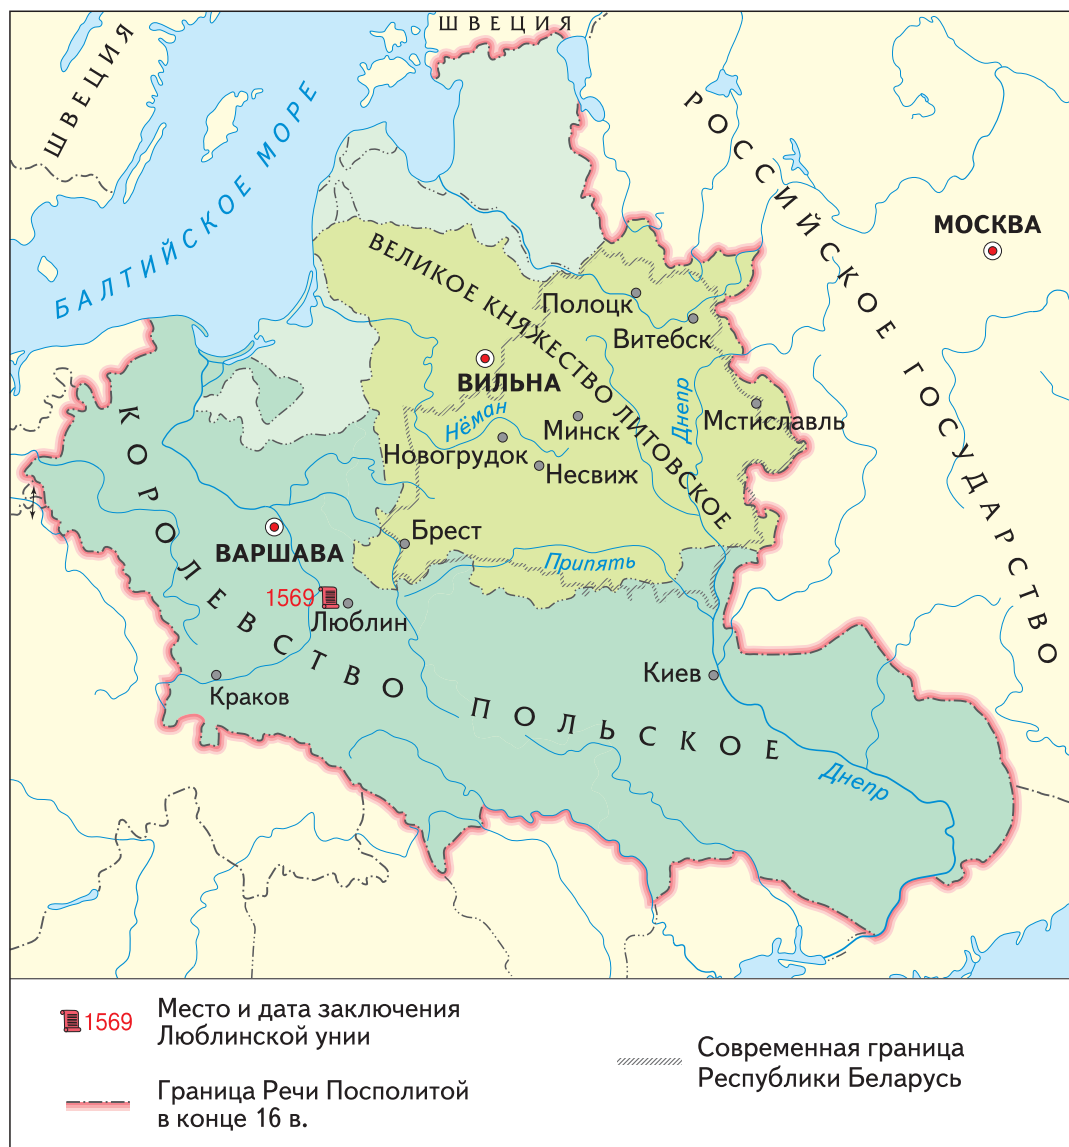 ШВЕЦИЯ
ШВЕЦИЯ
БАЛТИЙСКОЕ МОРЕ
РОССИЙСКОЕ ГОСУДАРСТВО
МОСКВА
ВЕЛИКОЕ КНЯЖЕСТВО ЛИТОВСКОЕ
Полоцк
Витебск
ВИЛЬНА
Днепр
Неман
Минск
Мстиславль
Новогрудок
Несвиж
КОРОЛЕВСТВО ПОЛЬСКОЕ
Брест
ВАРШАВА
Припять
1569
Люблин
Киев
Краков
Днепр
1569
Место и дата заключения
Люблинской унии
Граница Речи Посполитой
в конце 16 в.
Современная граница
Республики Беларусь